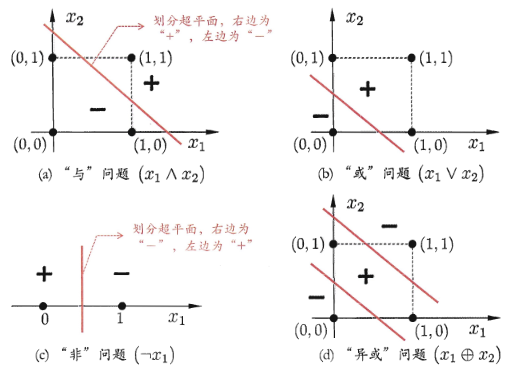 x₂
划分超平面，右边为
“+”，左边为“−”
(0,1)
(1,1)
+
−
(0,0)
(1,0)
x₁
(a) “与” 问题 (x₁ ∧ x₂)
x₂
(0,1)
(1,1)
+
−
(0,0)
(1,0)
x₁
(b) “或” 问题 (x₁ ∨ x₂)
划分超平面，右边为
“−”，左边为“+”
+
−
0
1
x₁
(c) “非” 问题 (¬x₁)
x₂
−
(0,1)
(1,1)
+
−
(0,0)
(1,0)
x₁
(d) “异或” 问题 (x₁ ⊕ x₂)